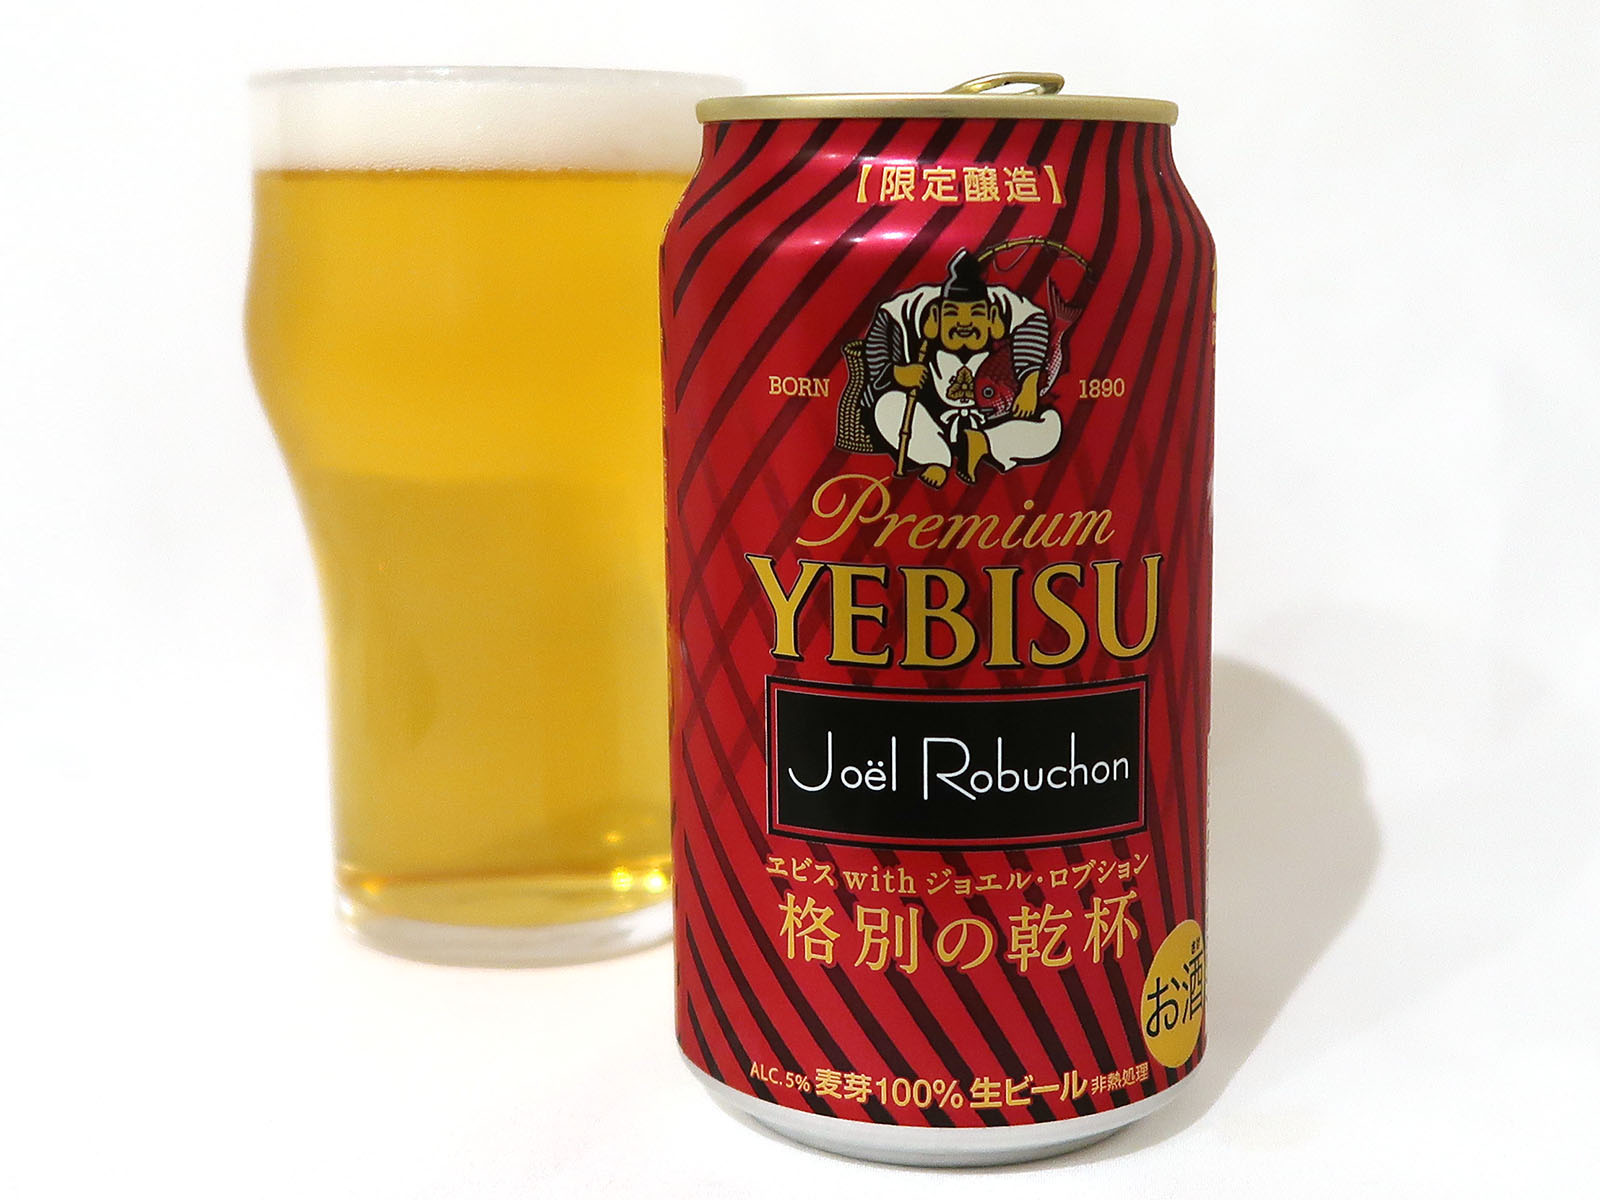 【限定醸造】
BORN 1890
Premium
YEBISU
Joël Robuchon
ヱビス with ジョエル・ロブション
格別の乾杯
お酒
ALC.5% 麦芽100% 生ビール 非熱処理